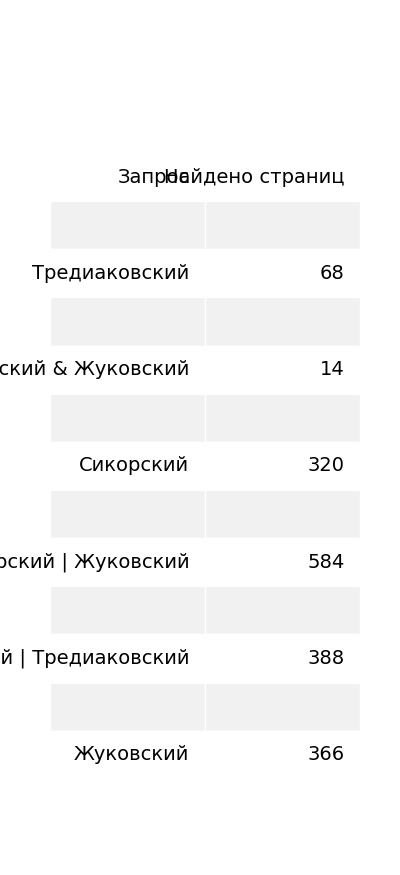 Запрос Найдено страниц
Тредиаковский 68
ский & Жуковский 14
Сикорский 320
рский | Жуковский 584
й | Тредиаковский 388
Жуковский 366